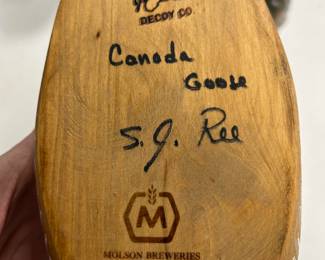 DECOY CO
Canada
Goose
S.J. Ree
M
MOLSON BREWERIES